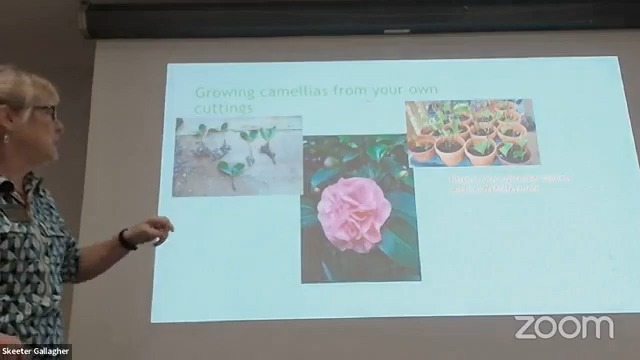 Growing camellias from your own
cuttings
zoom
Skeeter Gallagher